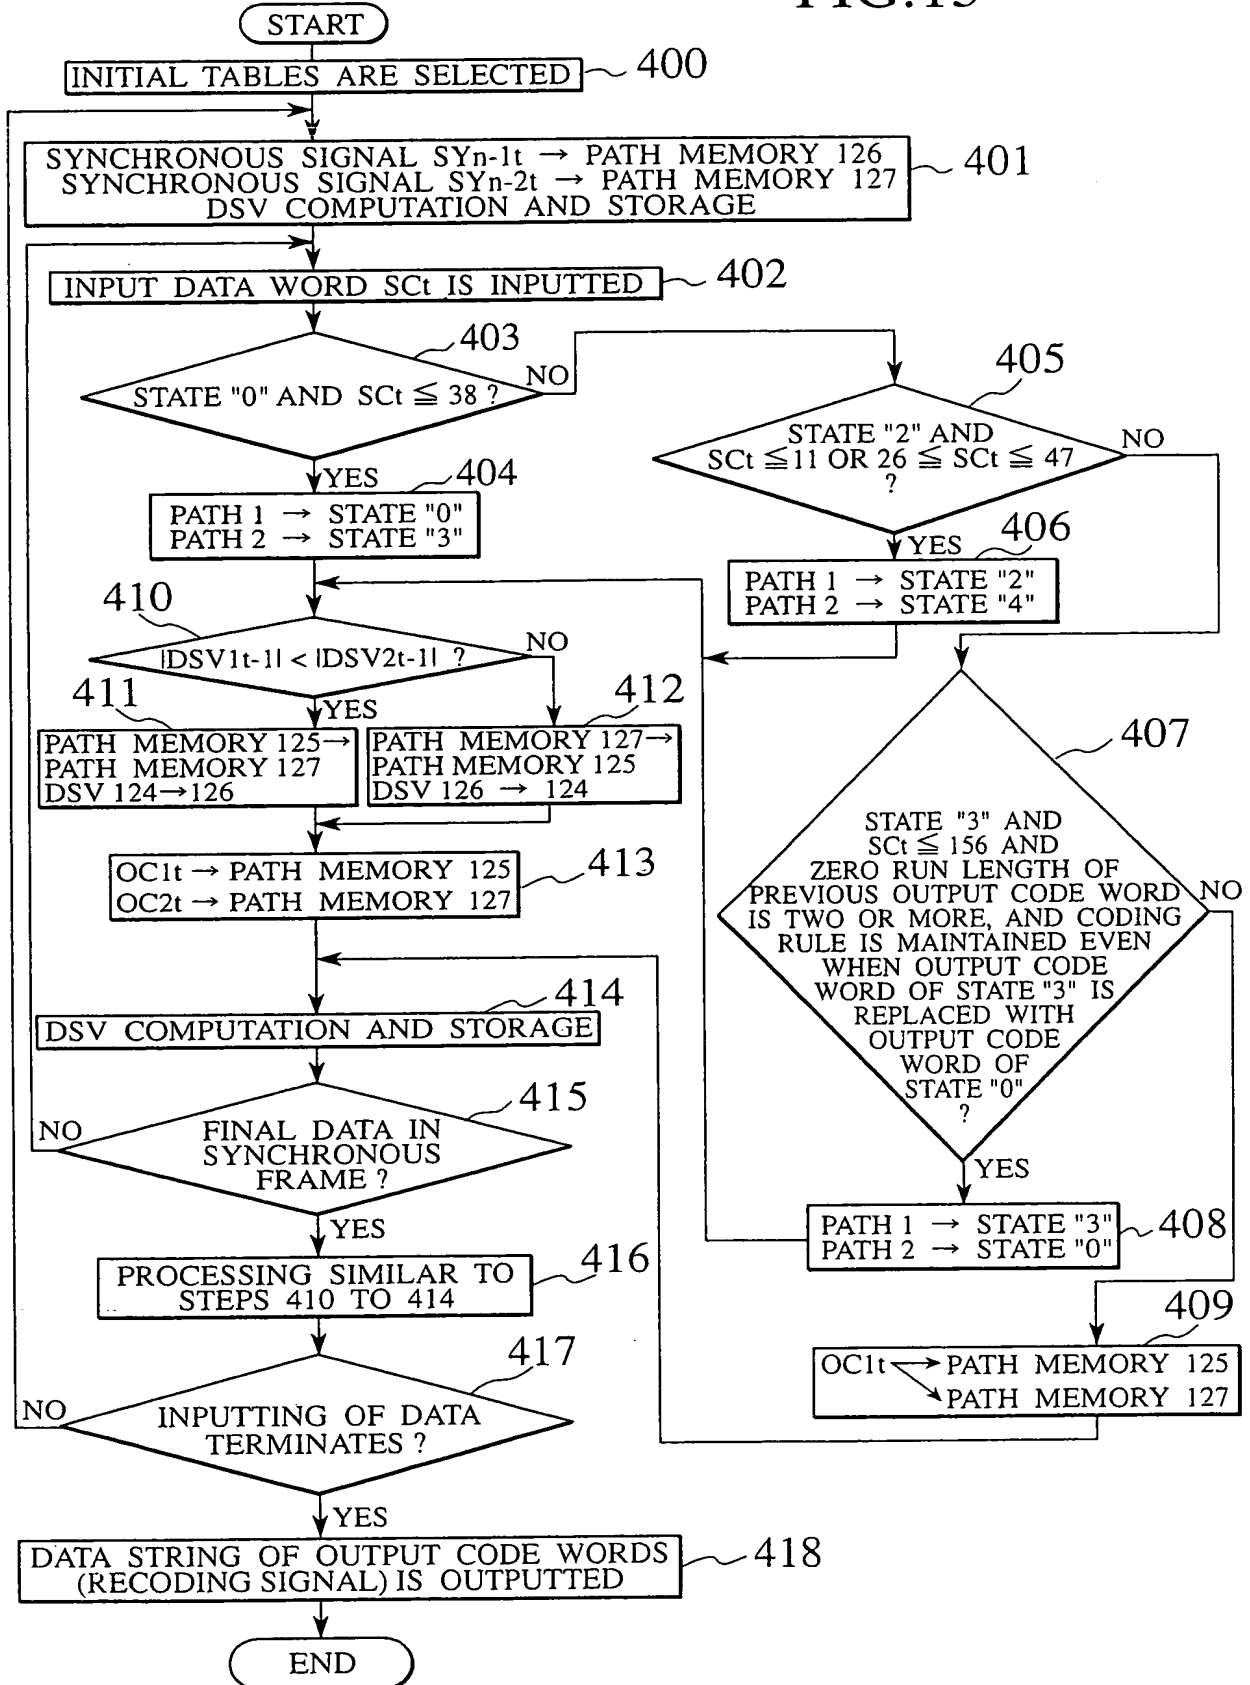 FIG.15
START
INITIAL TABLES ARE SELECTED
400
SYNCHRONOUS SIGNAL SYn-1t → PATH MEMORY 126
SYNCHRONOUS SIGNAL SYn-2t → PATH MEMORY 127
DSV COMPUTATION AND STORAGE
401
INPUT DATA WORD SCt IS INPUTTED
402
403
STATE "0" AND SCt ≦ 38 ?
NO
YES
404
PATH 1 → STATE "0"
PATH 2 → STATE "3"
405
STATE "2" AND
SCt ≦11 OR 26 ≦ SCt ≦ 47
?
NO
YES
406
PATH 1 → STATE "2"
PATH 2 → STATE "4"
410
|DSV1t-1| < |DSV2t-1| ?
NO
YES
411
PATH MEMORY 125→
PATH MEMORY 127
DSV 124→126
412
PATH MEMORY 127→
PATH MEMORY 125
DSV 126 → 124
407
STATE "3" AND
SCt ≦ 156 AND
ZERO RUN LENGTH OF
PREVIOUS OUTPUT CODE WORD
IS TWO OR MORE, AND CODING
RULE IS MAINTAINED EVEN
WHEN OUTPUT CODE
WORD OF STATE "3" IS
REPLACED WITH
OUTPUT CODE
WORD OF
STATE "0"
?
NO
YES
OC1t → PATH MEMORY 125
OC2t → PATH MEMORY 127
413
414
DSV COMPUTATION AND STORAGE
415
FINAL DATA IN
SYNCHRONOUS
FRAME ?
NO
YES
408
PATH 1 → STATE "3"
PATH 2 → STATE "0"
PROCESSING SIMILAR TO
STEPS 410 TO 414
416
409
OC1t → PATH MEMORY 125
PATH MEMORY 127
417
INPUTTING OF DATA
TERMINATES ?
NO
YES
DATA STRING OF OUTPUT CODE WORDS
(RECODING SIGNAL) IS OUTPUTTED
418
END